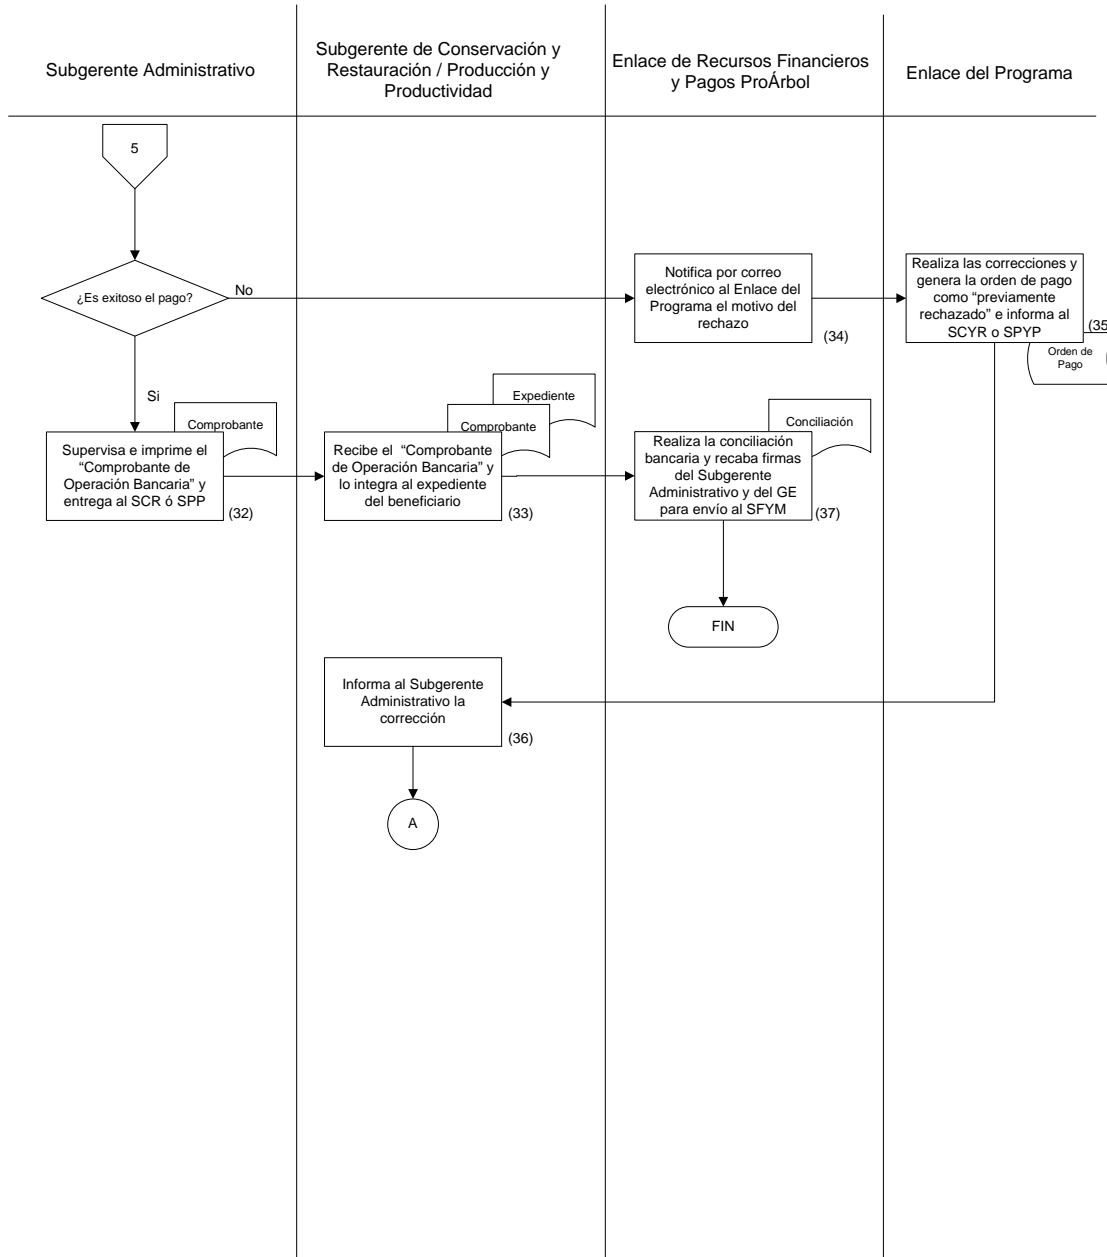 Subgerente Administrativo
Subgerente de Conservación y
Restauración / Producción y
Productividad
Enlace de Recursos Financieros
y Pagos ProÁrbol
Enlace del Programa
5
¿Es exitoso el pago?
No
Notifica por correo
electrónico al Enlace del
Programa el motivo del
rechazo
(34)
Realiza las correcciones y
genera la orden de pago
como “previamente
rechazado” e informa al
SCYR o SPYP
(35
Orden de
Pago
Si
Comprobante
Supervisa e imprime el
“Comprobante de
Operación Bancaria” y
entrega al SCR ó SPP
(32)
Expediente
Comprobante
Recibe el “Comprobante
de Operación Bancaria” y
lo integra al expediente
del beneficiario
(33)
Conciliación
Realiza la conciliación
bancaria y recaba firmas
del Subgerente
Administrativo y del GE
para envío al SFYM
(37)
FIN
Informa al Subgerente
Administrativo la
corrección
(36)
A